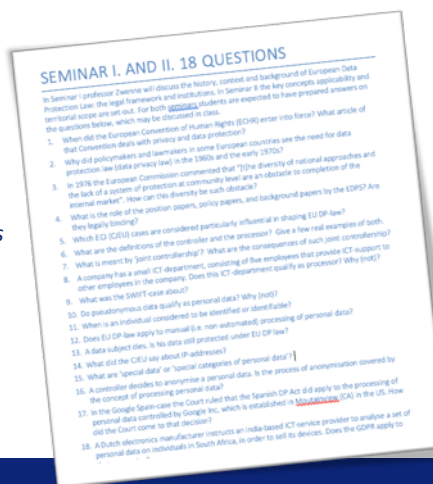 SEMINAR I. AND II. 18 QUESTIONS
In Seminar I professor Zwenne will discuss the history, context and background of European Data
Protection Law: the legal framework and institutions. In Seminar II the key concepts applicability and
territorial scope are set-out. For both seminars students are expected to have prepared answers on
the questions below, which may be discussed in class.
1. When did the European Convention of Human Rights (ECHR) enter into force? What article of
that Convention deals with privacy and data protection?
2. Why did policymakers and lawmakers in some European countries see the need for data
protection law (data privacy law) in the 1960s and the early 1970s?
3. In 1976 the European Commission commented that "[t]he diversity of national approaches and
the lack of a system of protection at community level are an obstacle to completion of the
internal market". How can this diversity be such obstacle?
4. What is the role of the position papers, policy papers, and background papers by the EDPS? Are
they legally binding?
5. Which ECJ (CJEU) cases are considered particularly influential in shaping EU DP-law?
6. What are the definitions of the controller and the processor? Give a few real examples of both.
7. What is meant by 'joint controllership'? What are the consequences of such joint controllership?
8. A company has a small ICT-department, consisting of five employees that provide ICT-support to
other employees in the company. Does this ICT-department qualify as processor? Why (not)?
9. What was the SWIFT-case about?
10. Do pseudonymous data qualify as personal data? Why (not)?
11. When is an individual considered to be identified or identifiable?
12. Does EU DP-law apply to manual (i.e. non-automated) processing of personal data?
13. A data subject dies. Is his data still protected under EU DP law?
14. What did the CJEU say about IP-addresses?
15. What are 'special data' or 'special categories of personal data'?
16. A controller decides to anonymise a personal data. Is the process of anonymisation covered by
the concept of processing personal data?
17. In the Google Spain-case the Court ruled that the Spanish DP Act did apply to the processing of
personal data controlled by Google Inc, which is established in (CA) in the US. How
did the Court come to that decision?
18. A Dutch electronics manufacturer instructs an India-based ICT-service provider to analyse a set of
personal data on individuals in South Africa, in order to sell its devices. Does the GDPR apply to
s